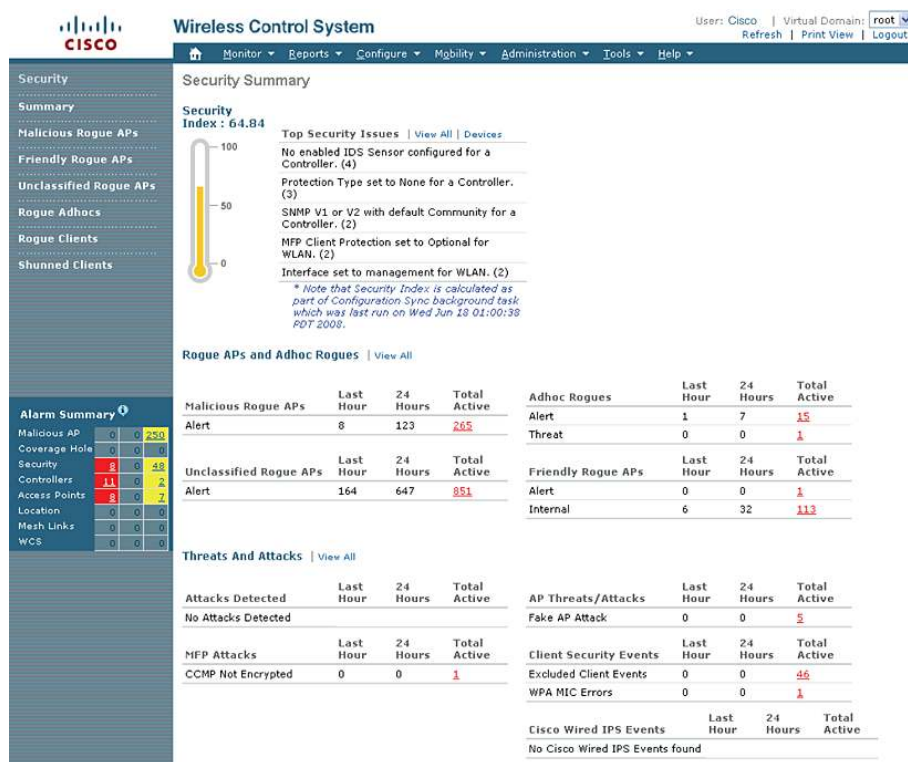 CISCO
Wireless Control System
User: Cisco | Virtual Domain: root
Refresh | Print View | Logout
Monitor Reports Configure Mobility Administration Tools Help
Security
Summary
Malicious Rogue APs
Friendly Rogue APs
Unclassified Rogue APs
Rogue Adhocs
Rogue Clients
Shunned Clients
Alarm Summary
Malicious AP 0 0 250
Coverage Hole 0 0 0
Security 8 0 48
Controllers 11 0 2
Access Points 8 0 7
Location 0 0 0
Mesh Links 0 0 0
WCS 0 0 0
Security Summary
Security
Index : 64.84
100
50
0
Top Security Issues | View All | Devices
No enabled IDS Sensor configured for a
Controller. (4)
Protection Type set to None for a Controller.
(3)
SNMP V1 or V2 with default Community for a
Controller. (2)
MFP Client Protection set to Optional for
WLAN. (2)
Interface set to management for WLAN. (2)
* Note that Security Index is calculated as
part of Configuration Sync background task
which was last run on Wed Jun 18 01:00:38
PDT 2008.
Rogue APs and Adhoc Rogues | View All
Malicious Rogue APs Last Hour 24 Hours Total Active
Alert 8 123 265
Unclassified Rogue APs Last Hour 24 Hours Total Active
Alert 164 647 851
Adhoc Rogues Last Hour 24 Hours Total Active
Alert 1 7 15
Threat 0 0 1
Friendly Rogue APs Last Hour 24 Hours Total Active
Alert 0 0 1
Internal 6 32 113
Threats And Attacks | View All
Attacks Detected Last Hour 24 Hours Total Active
No Attacks Detected
MFP Attacks Last Hour 24 Hours Total Active
CCMP Not Encrypted 0 0 1
AP Threats/Attacks Last Hour 24 Hours Total Active
Fake AP Attack 0 0 5
Client Security Events Last Hour 24 Hours Total Active
Excluded Client Events 0 0 46
WPA MIC Errors 0 0 1
Cisco Wired IPS Events Last Hour 24 Hours Total Active
No Cisco Wired IPS Events found